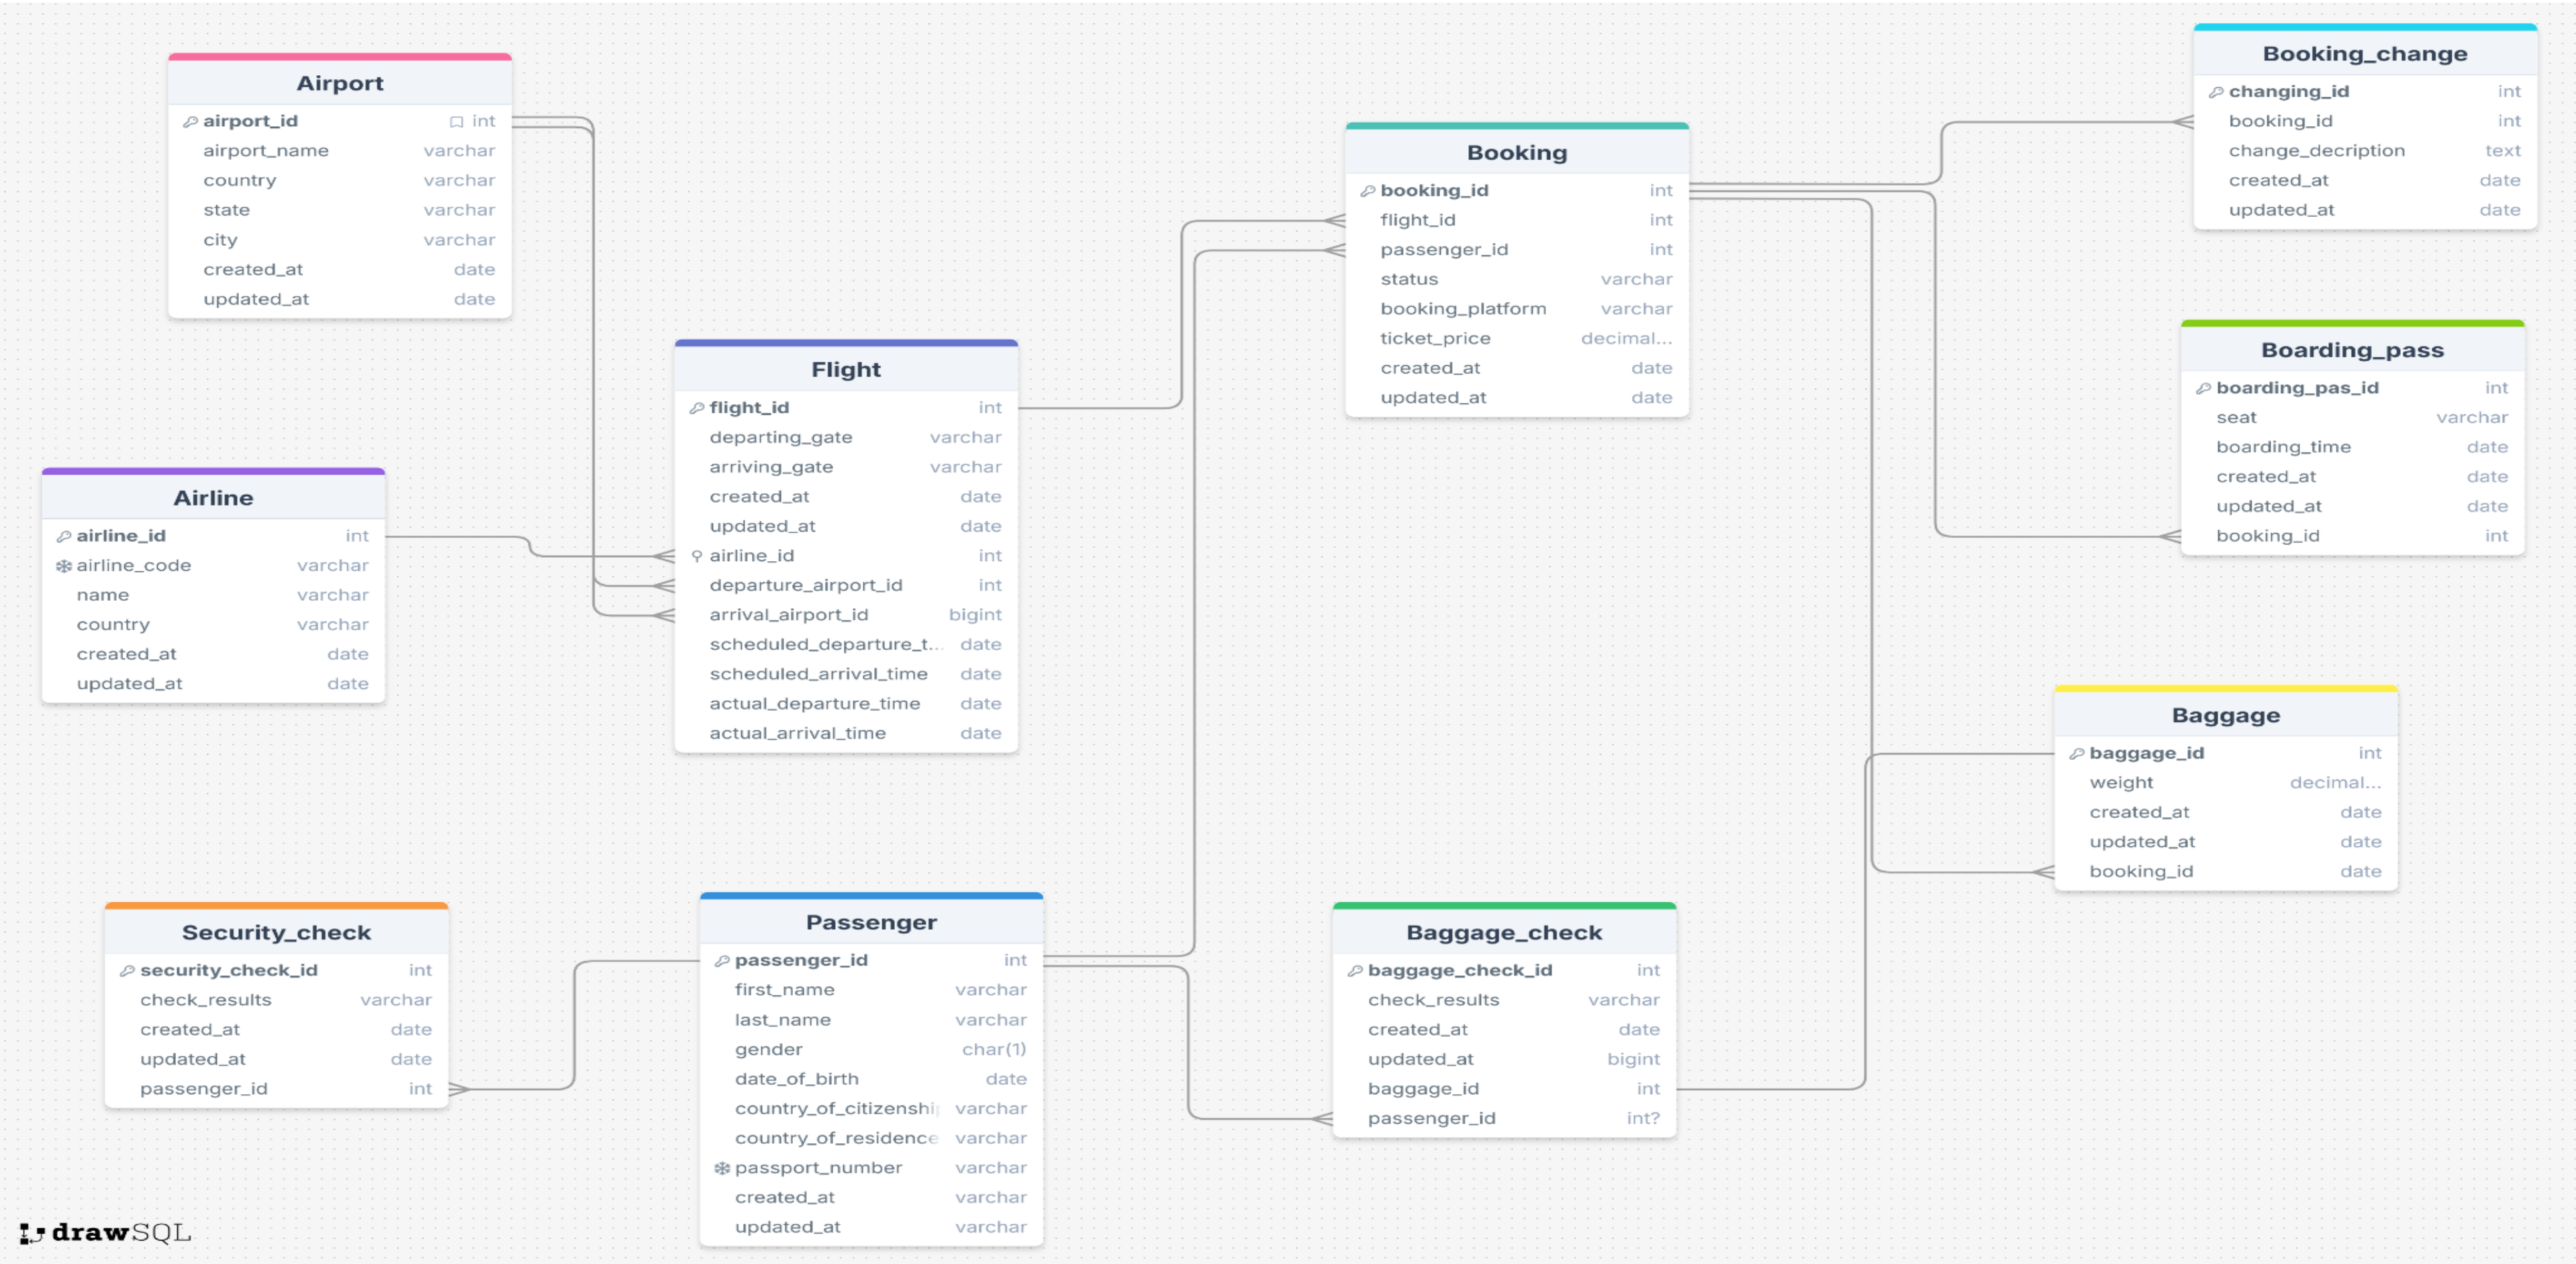 Airport
airport_id int
airport_name varchar
country varchar
state varchar
city varchar
created_at date
updated_at date
Airline
airline_id int
airline_code varchar
name varchar
country varchar
created_at date
updated_at date
Flight
flight_id int
departing_gate varchar
arriving_gate varchar
created_at date
updated_at date
airline_id int
departure_airport_id int
arrival_airport_id bigint
scheduled_departure_t... date
scheduled_arrival_time date
actual_departure_time date
actual_arrival_time date
Booking
booking_id int
flight_id int
passenger_id int
status varchar
booking_platform varchar
ticket_price decimal...
created_at date
updated_at date
Booking_change
changing_id int
booking_id int
change_decription text
created_at date
updated_at date
Boarding_pass
boarding_pas_id int
seat varchar
boarding_time date
created_at date
updated_at date
booking_id int
Baggage
baggage_id int
weight decimal...
created_at date
updated_at date
booking_id date
Security_check
security_check_id int
check_results varchar
created_at date
updated_at date
passenger_id int
Passenger
passenger_id int
first_name varchar
last_name varchar
gender char(1)
date_of_birth date
country_of_citizenshi varchar
country_of_residence varchar
passport_number varchar
created_at varchar
updated_at varchar
Baggage_check
baggage_check_id int
check_results varchar
created_at date
updated_at bigint
baggage_id int
passenger_id int?
drawSQL